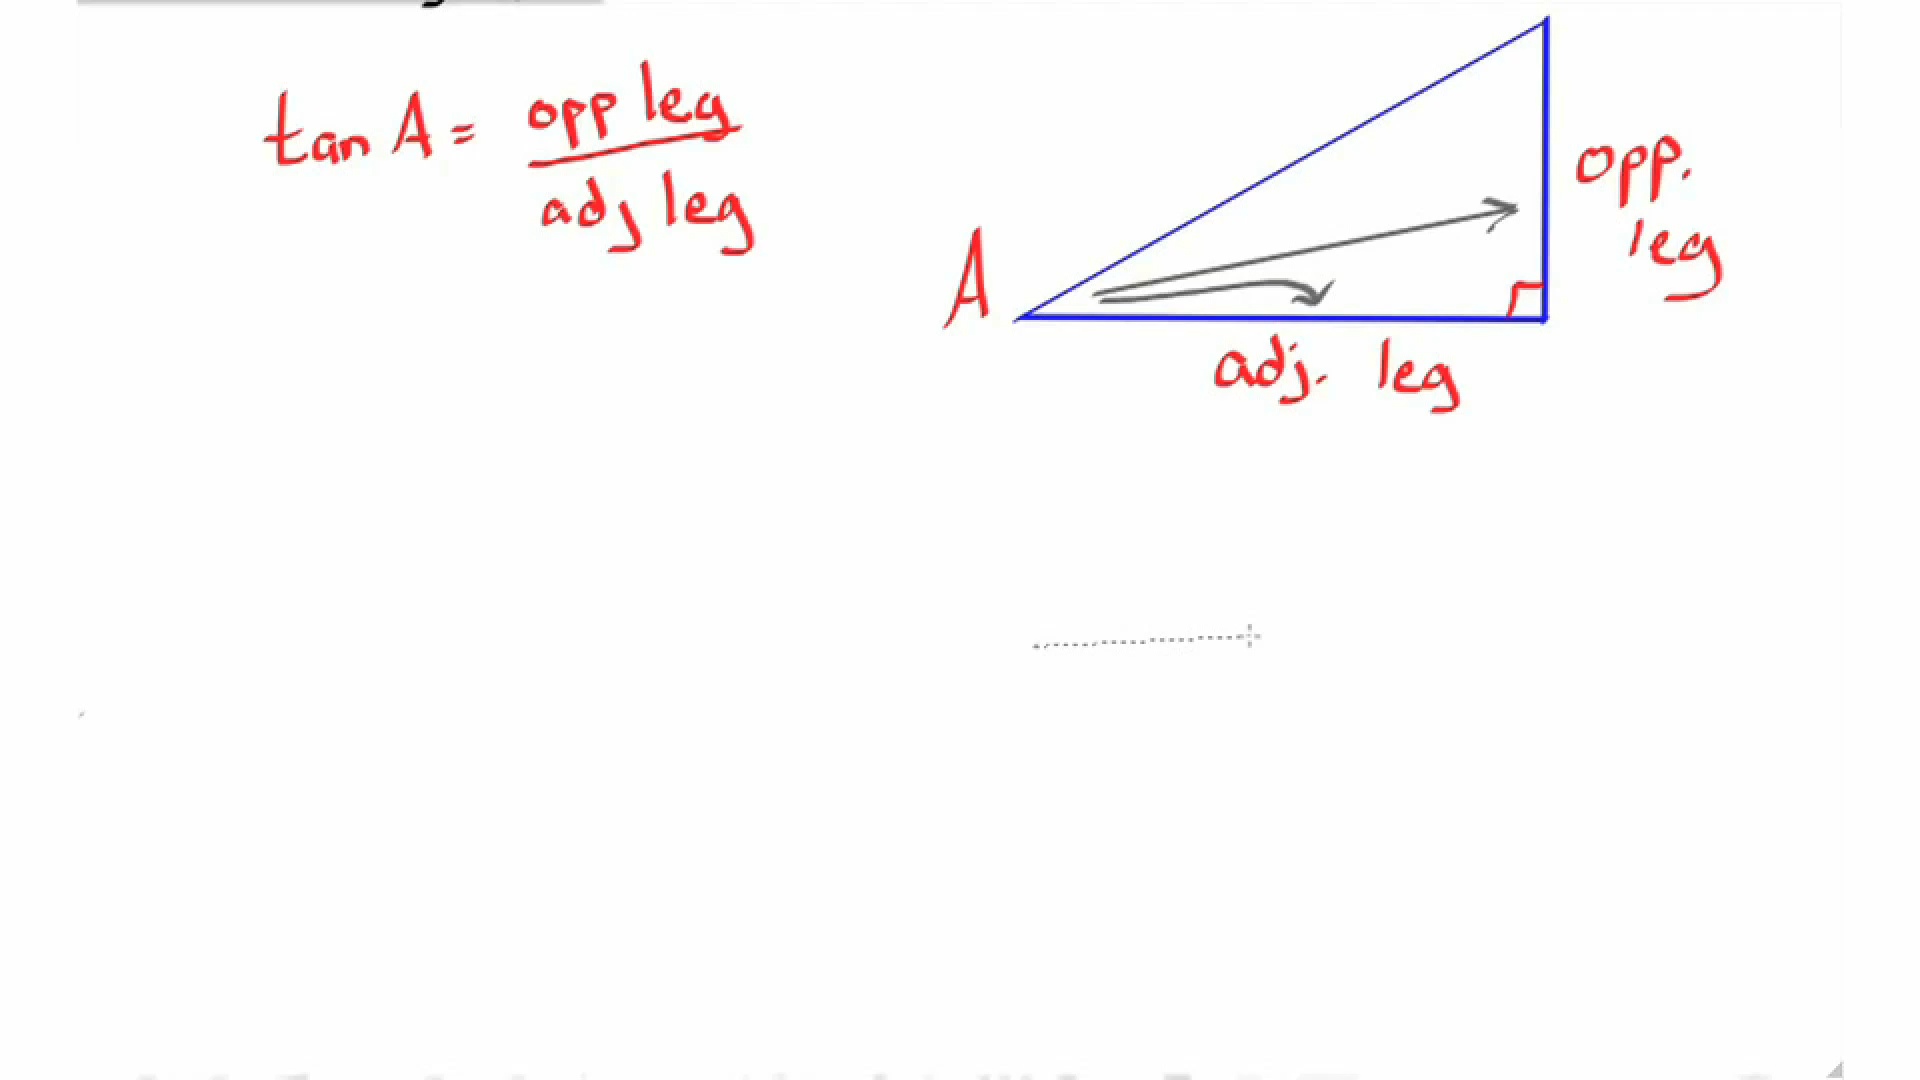 tan A = opp leg
adj leg
A
opp.
leg
adj. leg